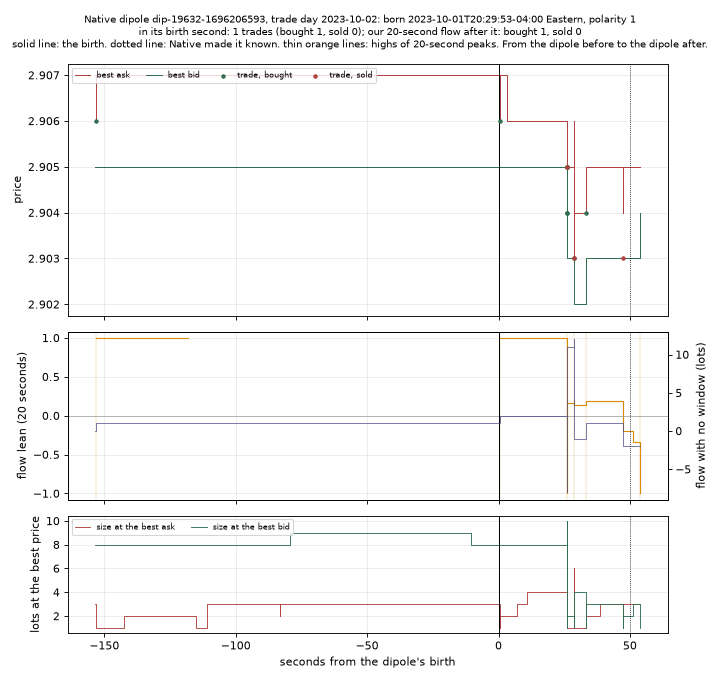 Native dipole dip-19632-1696206593, trade day 2023-10-02: born 2023-10-01T20:29:53-04:00 Eastern, polarity 1
in its birth second: 1 trades (bought 1, sold 0); our 20-second flow after it: bought 1, sold 0
solid line: the birth. dotted line: Native made it known. thin orange lines: highs of 20-second peaks. From the dipole before to the dipole after.
best ask
best bid
trade, bought
trade, sold
2.907
2.906
2.905
2.904
2.903
2.902
price
1.0
0.5
0.0
−0.5
−1.0
flow lean (20 seconds)
10
5
0
−5
flow with no window (lots)
size at the best ask
size at the best bid
10
8
6
4
2
lots at the best price
−150
−100
−50
0
50
seconds from the dipole's birth